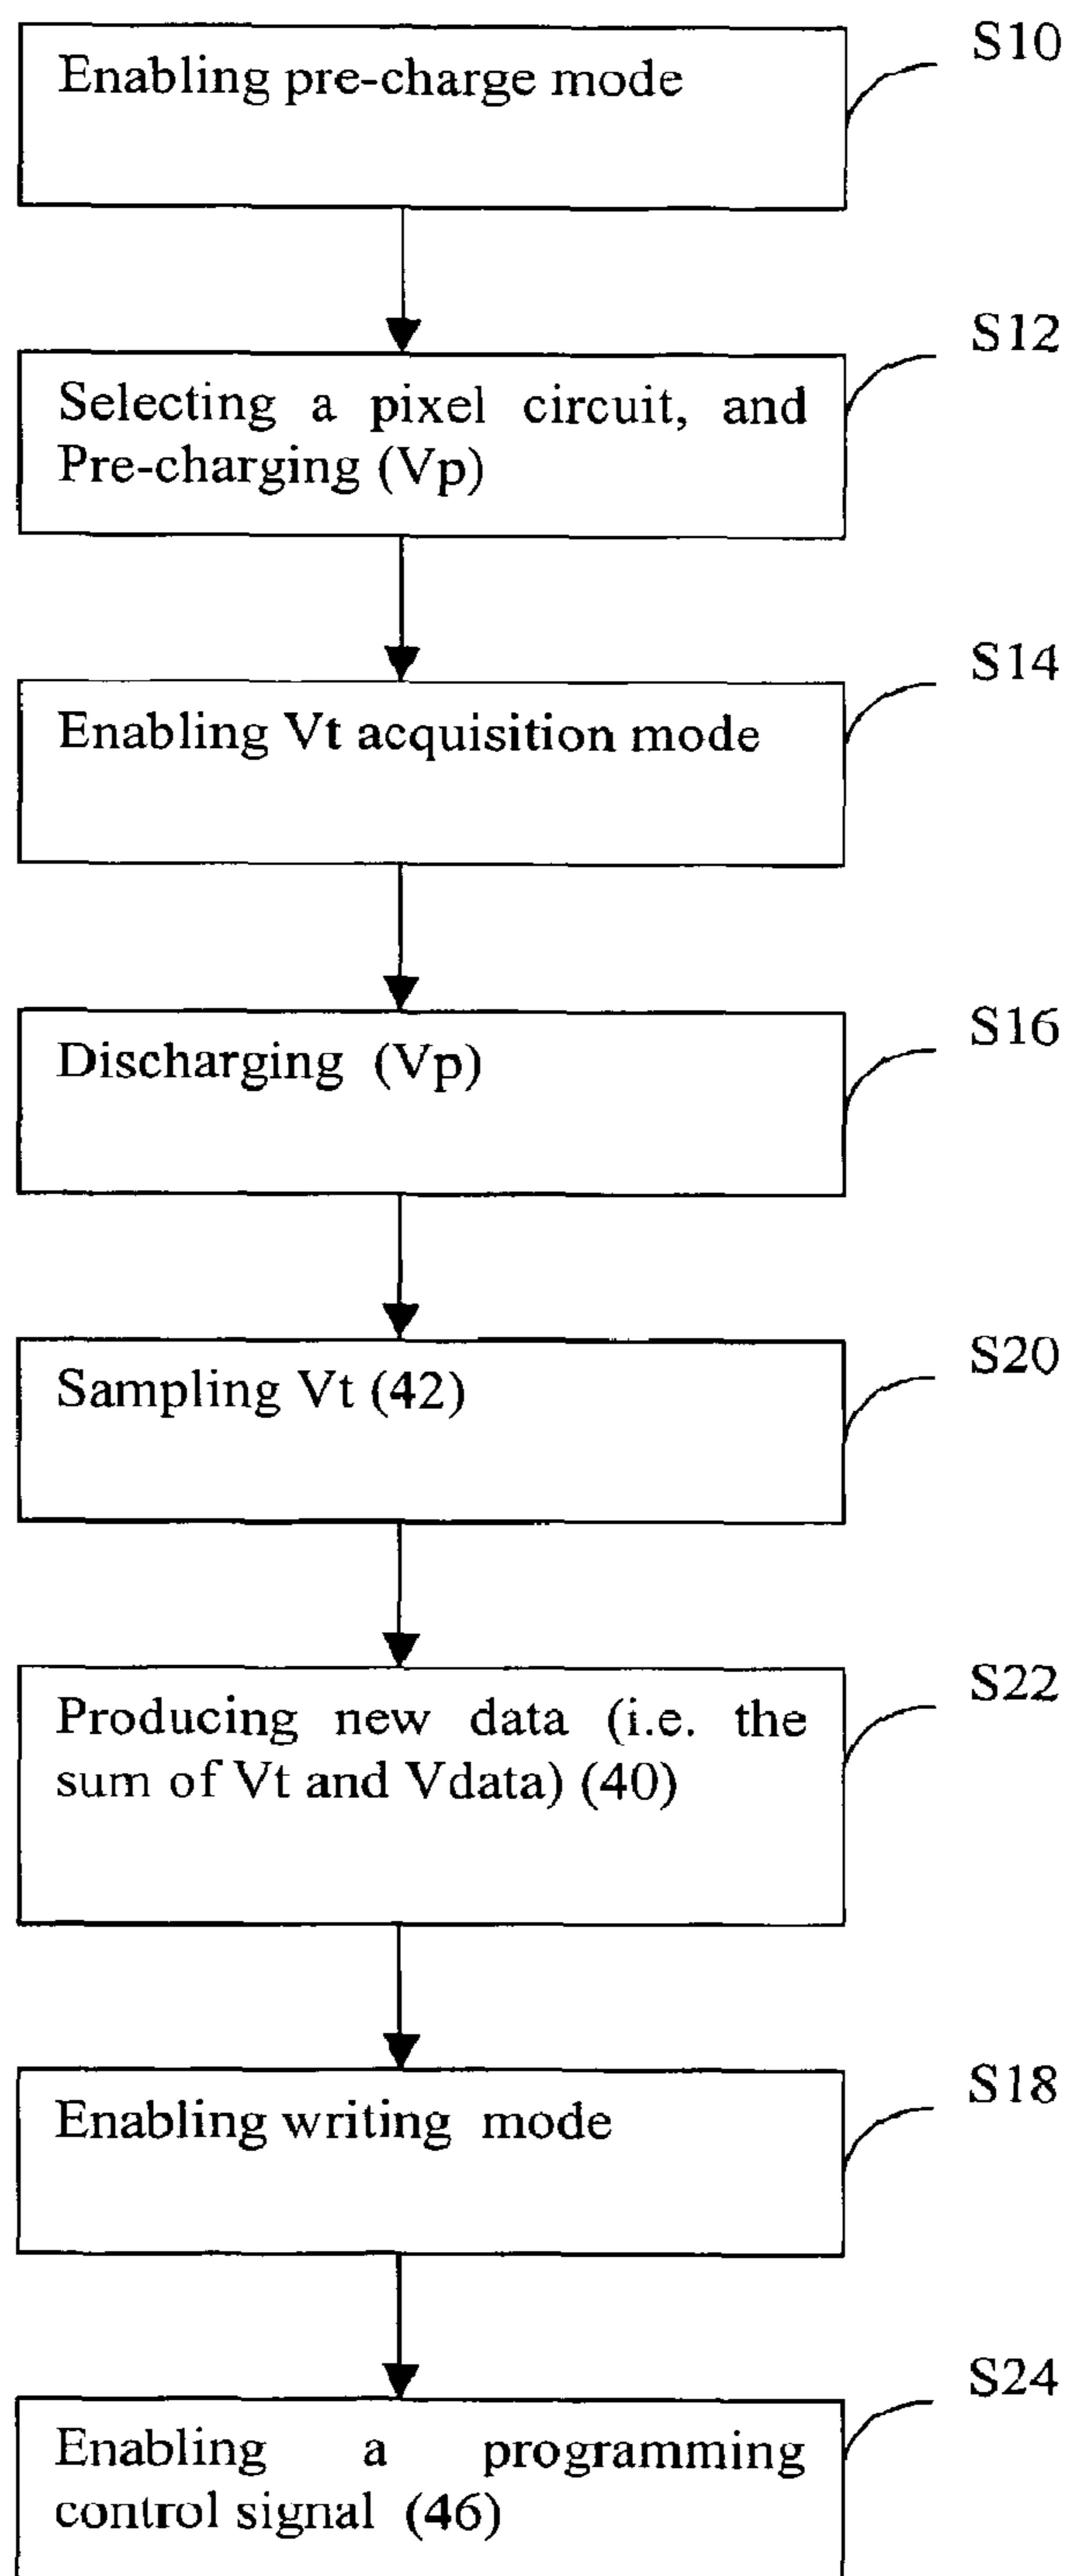 S10
Enabling pre-charge mode
S12
Selecting a pixel circuit, and
Pre-charging (Vp)
S14
Enabling Vt acquisition mode
S16
Discharging (Vp)
S20
Sampling Vt (42)
S22
Producing new data (i.e. the
sum of Vt and Vdata) (40)
S18
Enabling writing mode
S24
Enabling a programming
control signal (46)